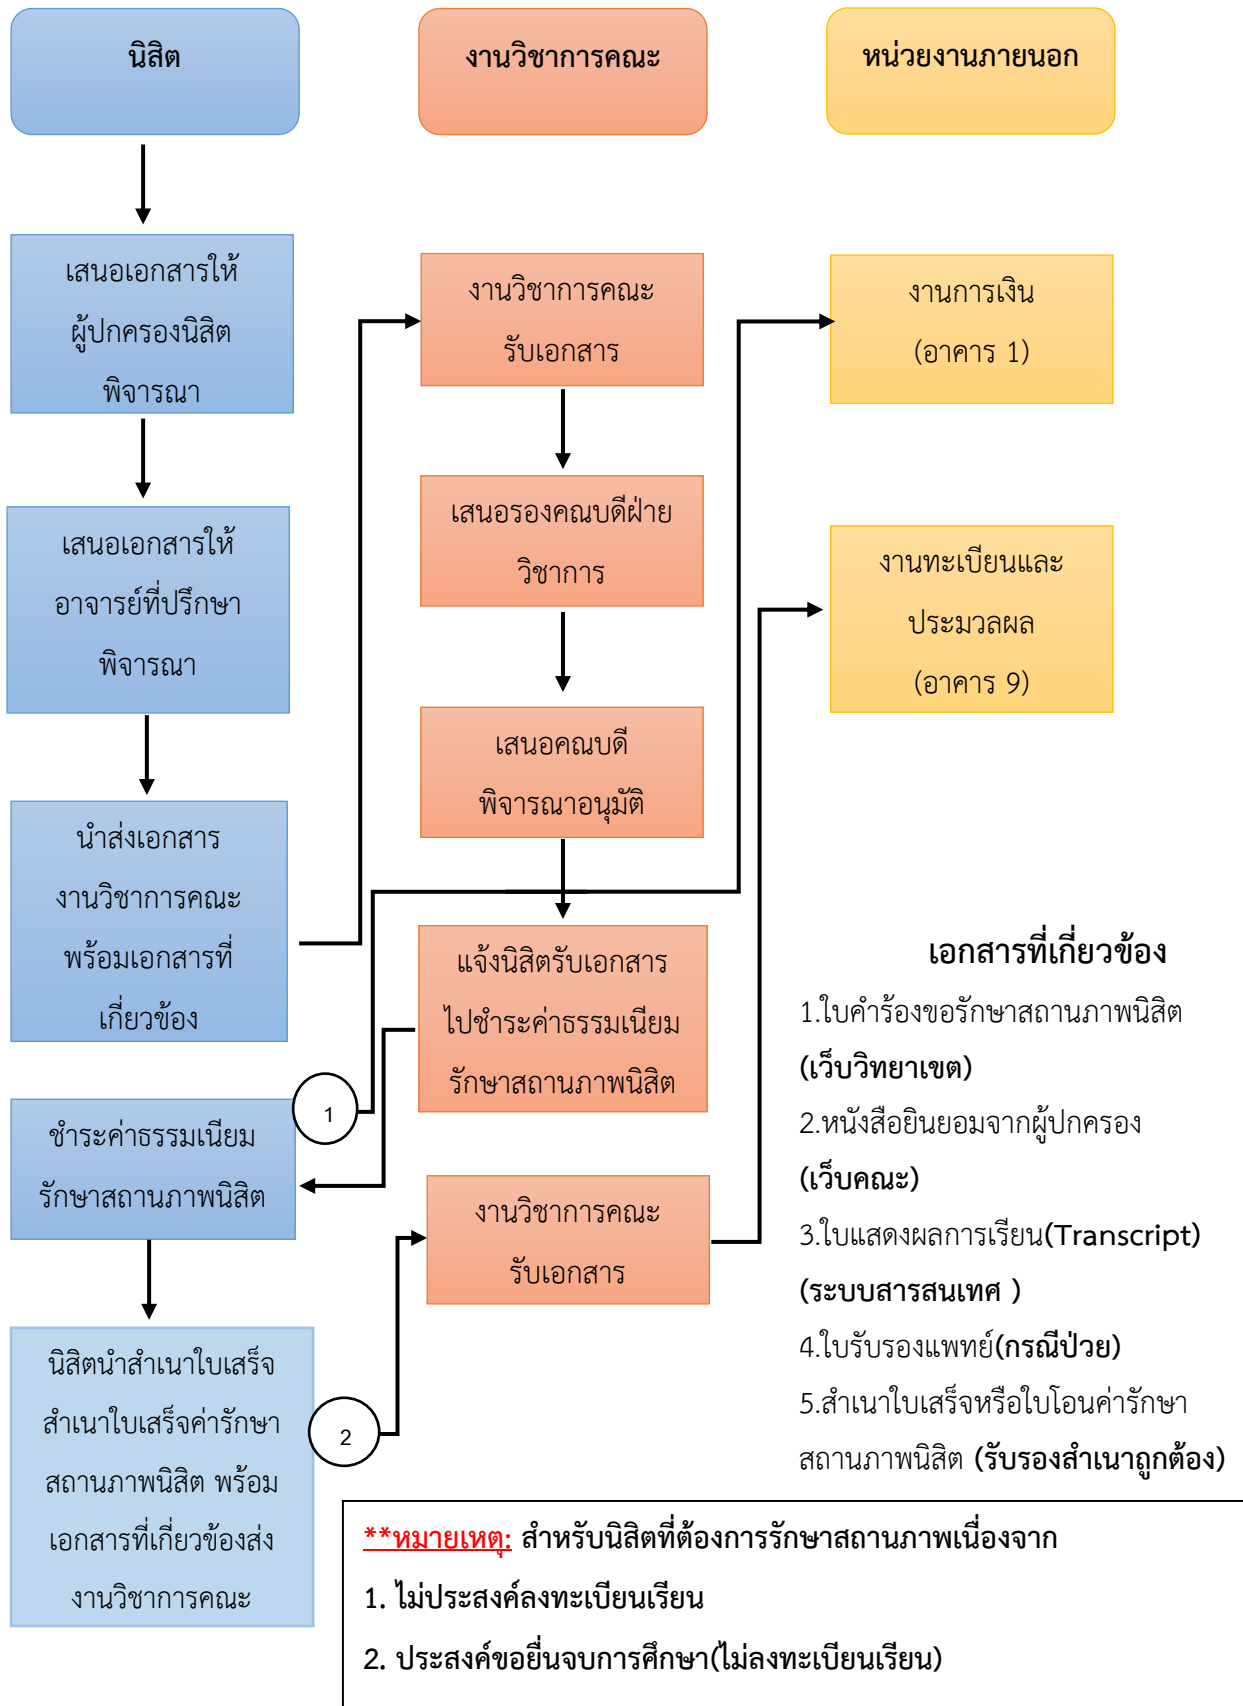 นิสิต
งานวิชาการคณะ
หน่วยงานภายนอก
เสนอเอกสารให้
ผู้ปกครองนิสิต
พิจารณา
เสนอเอกสารให้
อาจารย์ที่ปรึกษา
พิจารณา
นำส่งเอกสาร
งานวิชาการคณะ
พร้อมเอกสารที่
เกี่ยวข้อง
ชำระค่าธรรมเนียม
รักษาสถานภาพนิสิต
1
นิสิตนำสำเนาใบเสร็จ
สำเนาใบเสร็จค่ารักษา
สถานภาพนิสิต พร้อม
เอกสารที่เกี่ยวข้องส่ง
งานวิชาการคณะ
2
งานวิชาการคณะ
รับเอกสาร
เสนอรองคณบดีฝ่าย
วิชาการ
เสนอคณบดี
พิจารณาอนุมัติ
แจ้งนิสิตรับเอกสาร
ไปชำระค่าธรรมเนียม
รักษาสถานภาพนิสิต
งานวิชาการคณะ
รับเอกสาร
งานการเงิน
(อาคาร 1)
งานทะเบียนและ
ประมวลผล
(อาคาร 9)
เอกสารที่เกี่ยวข้อง
1.ใบคำร้องขอรักษาสถานภาพนิสิต
(เว็บวิทยาเขต)
2.หนังสือยินยอมจากผู้ปกครอง
(เว็บคณะ)
3.ใบแสดงผลการเรียน(Transcript)
(ระบบสารสนเทศ )
4.ใบรับรองแพทย์(กรณีป่วย)
5.สำเนาใบเสร็จหรือใบโอนค่ารักษา
สถานภาพนิสิต (รับรองสำเนาถูกต้อง)
**หมายเหตุ: สำหรับนิสิตที่ต้องการรักษาสถานภาพเนื่องจาก
1. ไม่ประสงค์ลงทะเบียนเรียน
2. ประสงค์ขอยื่นจบการศึกษา(ไม่ลงทะเบียนเรียน)